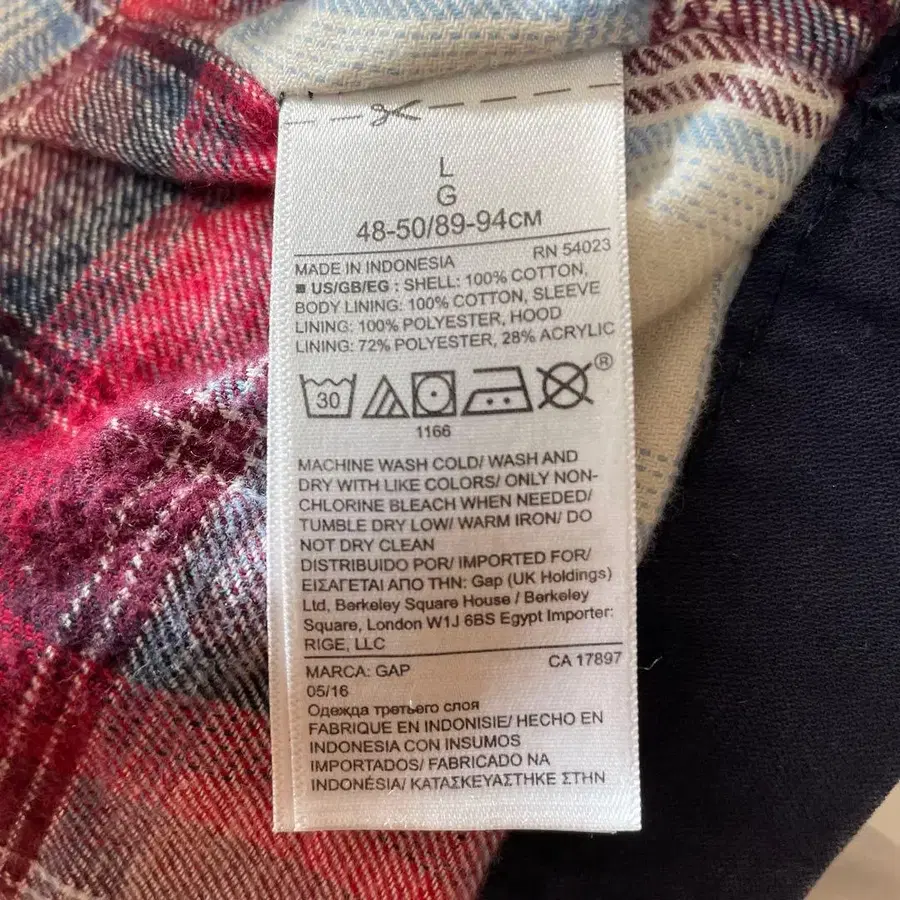 L
G
48-50/89-94CM
RN 54023
MADE IN INDONESIA
US/GB/EG : SHELL: 100% COTTON,
BODY LINING: 100% COTTON, SLEEVE
LINING: 100% POLYESTER, HOOD
LINING: 72% POLYESTER, 28% ACRYLIC
30
®
1166
MACHINE WASH COLD/ WASH AND
DRY WITH LIKE COLORS/ ONLY NON-
CHLORINE BLEACH WHEN NEEDED/
TUMBLE DRY LOW/ WARM IRON/ DO
NOT DRY CLEAN
DISTRIBUIDO POR/ IMPORTED FOR/
ΕΙΣΑΓΕΤΑΙ ΑΠΟ ΤΗΝ: Gap (UK Holdings)
Ltd, Berkeley Square House / Berkeley
Square, London W1J 6BS Egypt Importer:
RIGE, LLC
MARCA: GAP
CA 17897
05/16
Одежда третьего слоя
FABRIQUE EN INDONISIE/ HECHO EN
INDONESIA CON INSUMOS
IMPORTADOS/ FABRICADO NA
INDONÉSIA/ ΚΑΤΑΣΚΕΥΑΣΤΗΚΕ ΣΤΗΝ